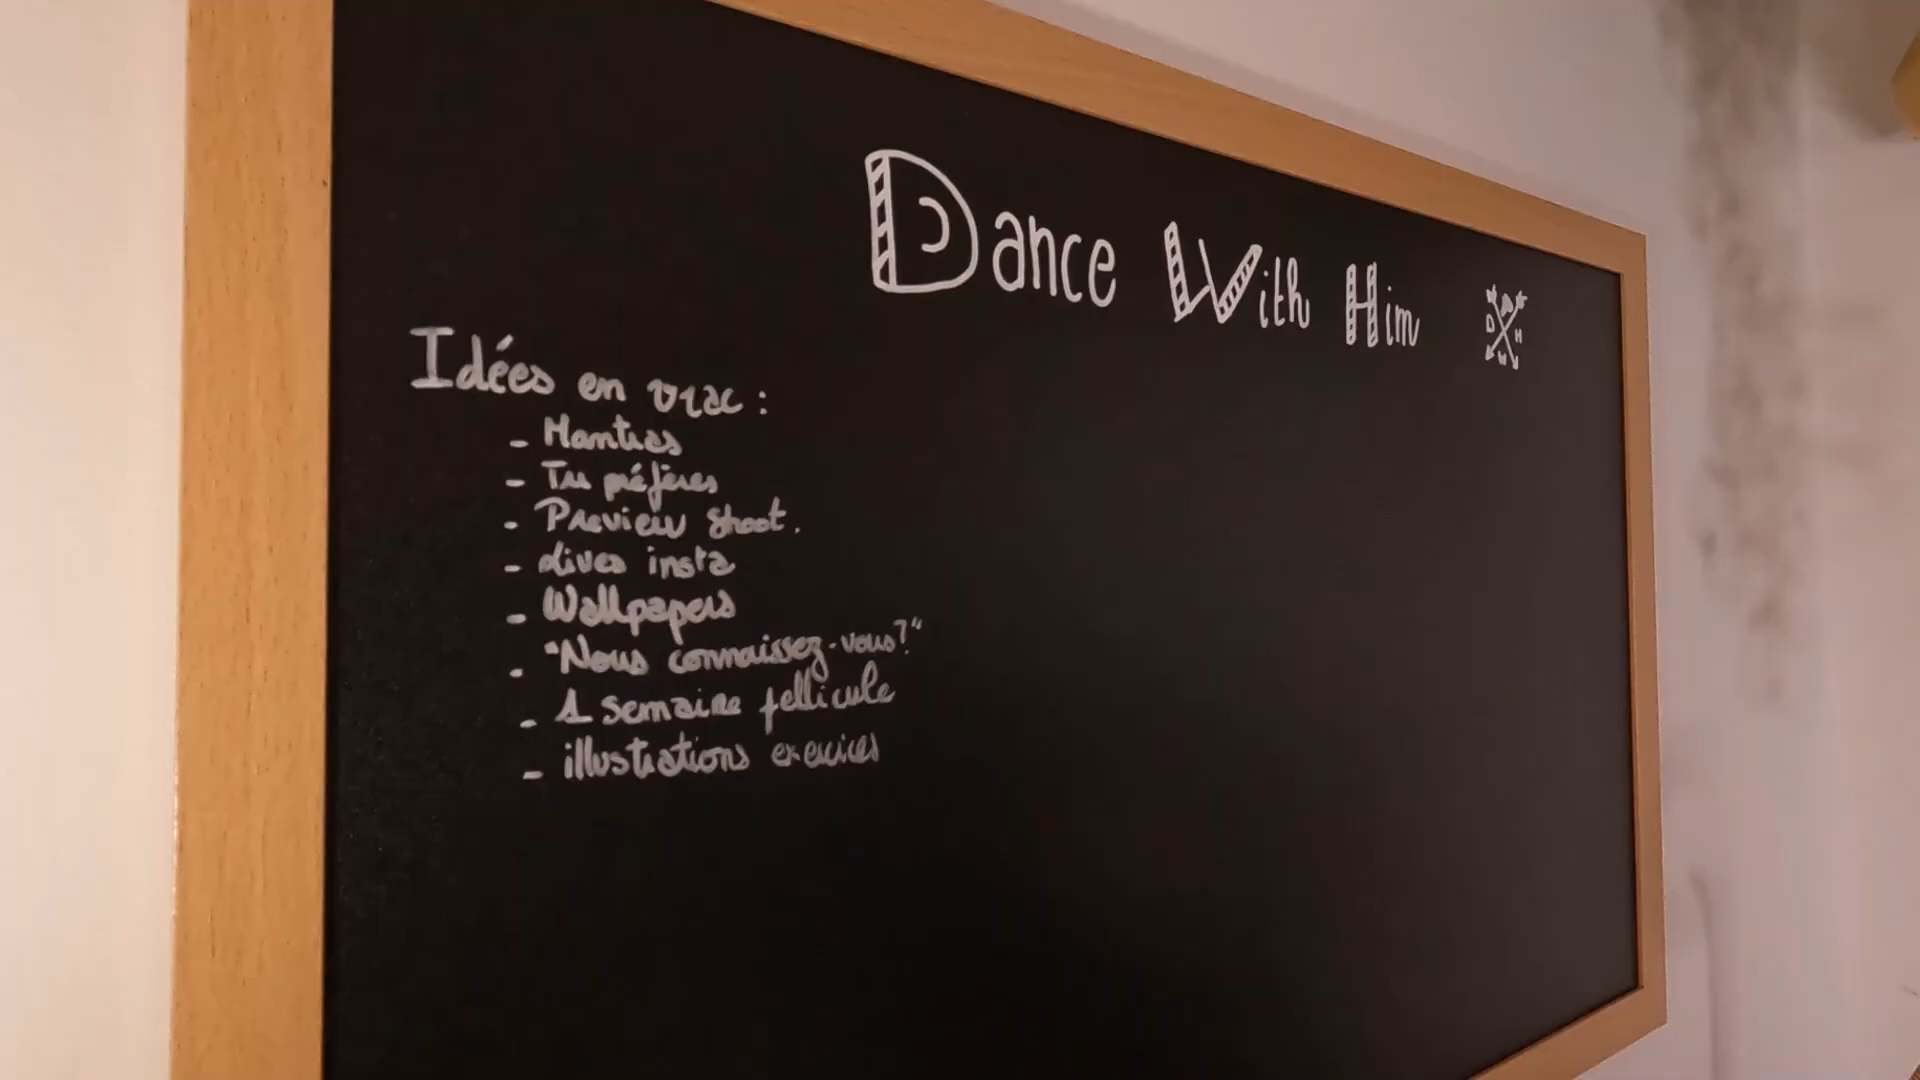 Dance With Him
D H W
Idées en vrac :
- Mantras
- Tu préfères
- Preview shoot.
- Lives insta
- Wallpapers
- "Nous connaissez-vous?"
- 1 semaine pellicule
- illustrations exercices